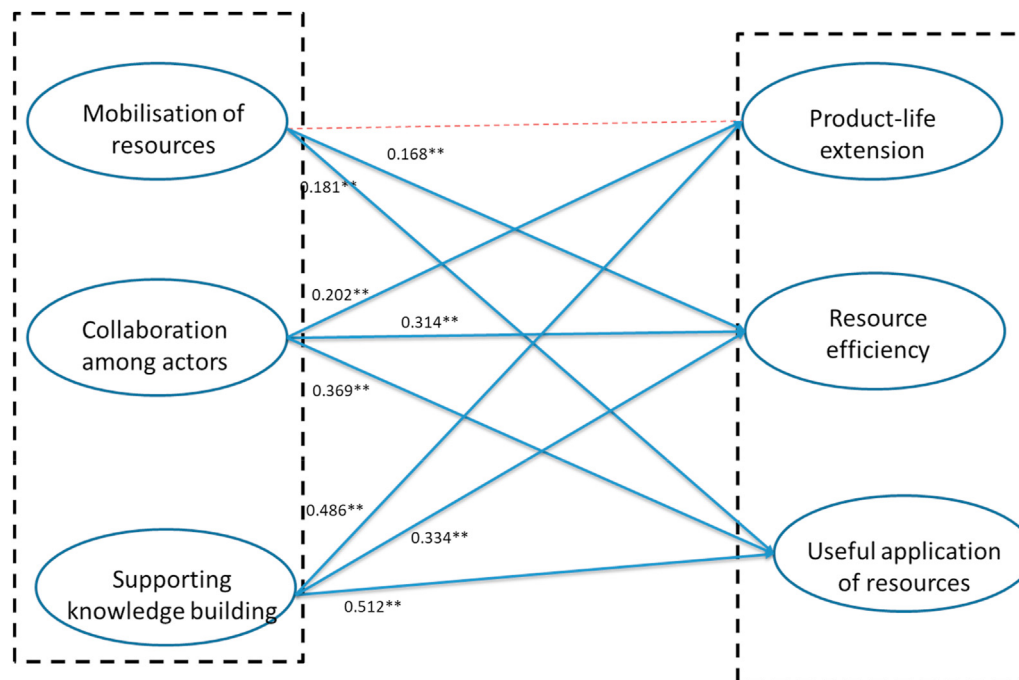 Mobilisation of
resources
Product-life
extension
0.168**
0.181**
0.202**
0.314**
Collaboration
among actors
Resource
efficiency
0.369**
0.486**
0.334**
Supporting
knowledge building
0.512**
Useful application
of resources